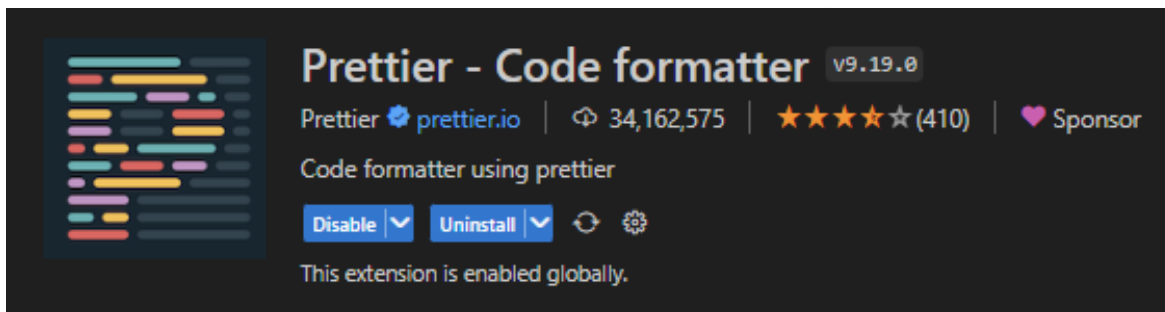 Prettier - Code formatter v9.19.0
Prettier prettier.io | 34,162,575 | (410) | Sponsor
Code formatter using prettier
Disable Uninstall
This extension is enabled globally.